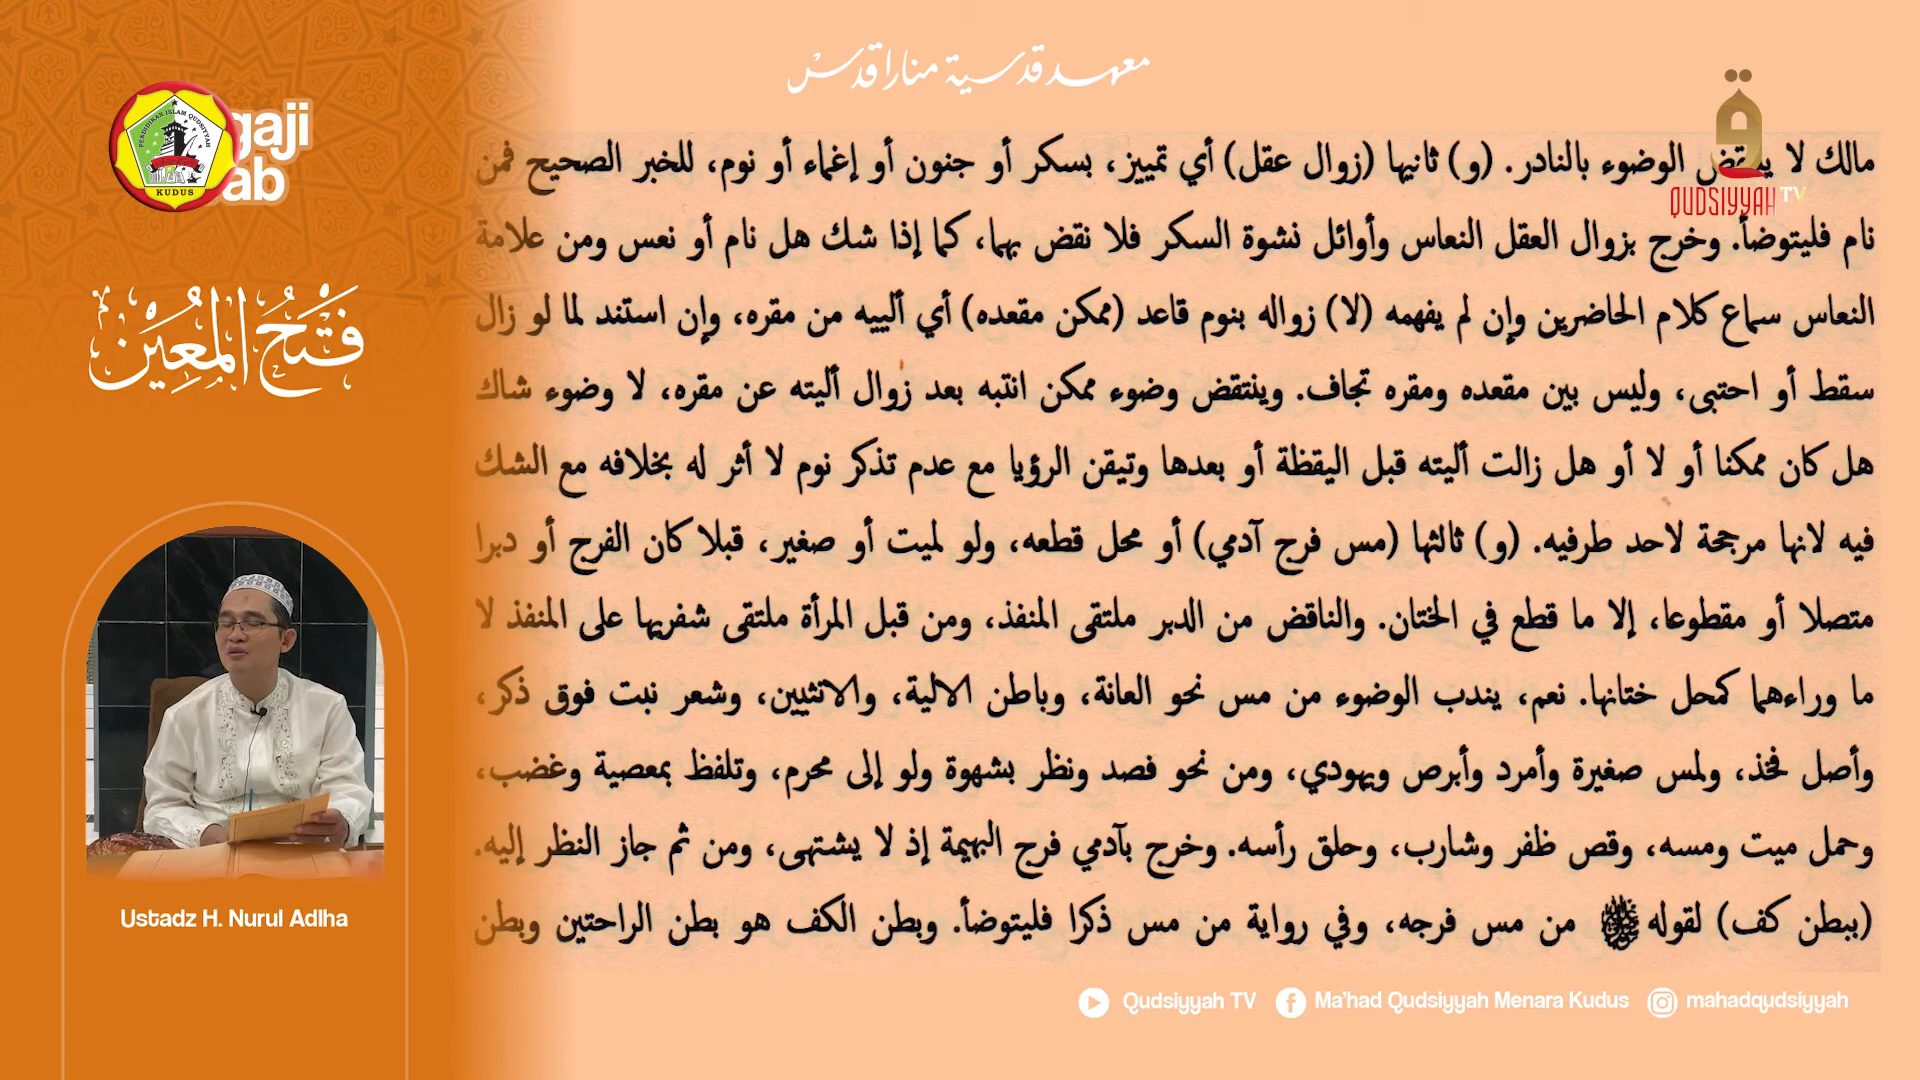 معهد قدسية منارا قدس
gaji
ab
PENDIDIKAN ISLAM QUDSIYYAH
KUDUS
QUDSIYYAH TV
فَتْحُ الْمُعِيْن
مالك لا ينقض الوضوء بالنادر. (و) ثانيها (زوال عقل) أي تمييز، بسكر أو جنون أو إغماء أو نوم، للخبر الصحيح فمن
نام فليتوضأ. وخرج بزوال العقل النعاس وأوائل نشوة السكر فلا نقض بهما، كما إذا شك هل نام أو نعس ومن علامة
النعاس سماع كلام الحاضرين وإن لم يفهمه (لا) زواله بنوم قاعد (ممكن مقعده) أي ألييه من مقره، وإن استند لما لو زال
سقط أو احتبى، وليس بين مقعده ومقره تجاف. وينتقض وضوء ممكن انتبه بعد زوال أليته عن مقره، لا وضوء شاك
هل كان ممكنا أو لا أو هل زالت أليته قبل اليقظة أو بعدها وتيقن الرؤيا مع عدم تذكر نوم لا أثر له بخلافه مع الشك
فيه لانها مرجحة لاحد طرفيه. (و) ثالثها (مس فرج آدمي) أو محل قطعه، ولو لميت أو صغير، قبلا كان الفرج أو دبرا
متصلا أو مقطوعا، إلا ما قطع في الختان. والناقض من الدبر ملتقى المنفذ، ومن قبل المرأة ملتقى شفريها على المنفذ لا
ما وراءهما كمحل ختانها. نعم، يندب الوضوء من مس نحو العانة، وباطن الالية، والانثيين، وشعر نبت فوق ذكر،
وأصل فخذ، ولمس صغيرة وأمرد وأبرص ويهودي، ومن نحو فصد ونظر بشهوة ولو إلى محرم، وتلفظ بمعصية وغضب،
وحمل ميت ومسه، وقص ظفر وشارب، وحلق رأسه. وخرج بآدمي فرج البهيمة إذ لا يشتهى، ومن ثم جاز النظر إليه.
(ببطن كف) لقوله ﷺ من مس فرجه، وفي رواية من مس ذكرا فليتوضأ. وبطن الكف هو بطن الراحتين وبطن
Ustadz H. Nurul Adlha
Qudsiyyah TV Ma'had Qudsiyyah Menara Kudus mahadqudsiyyah